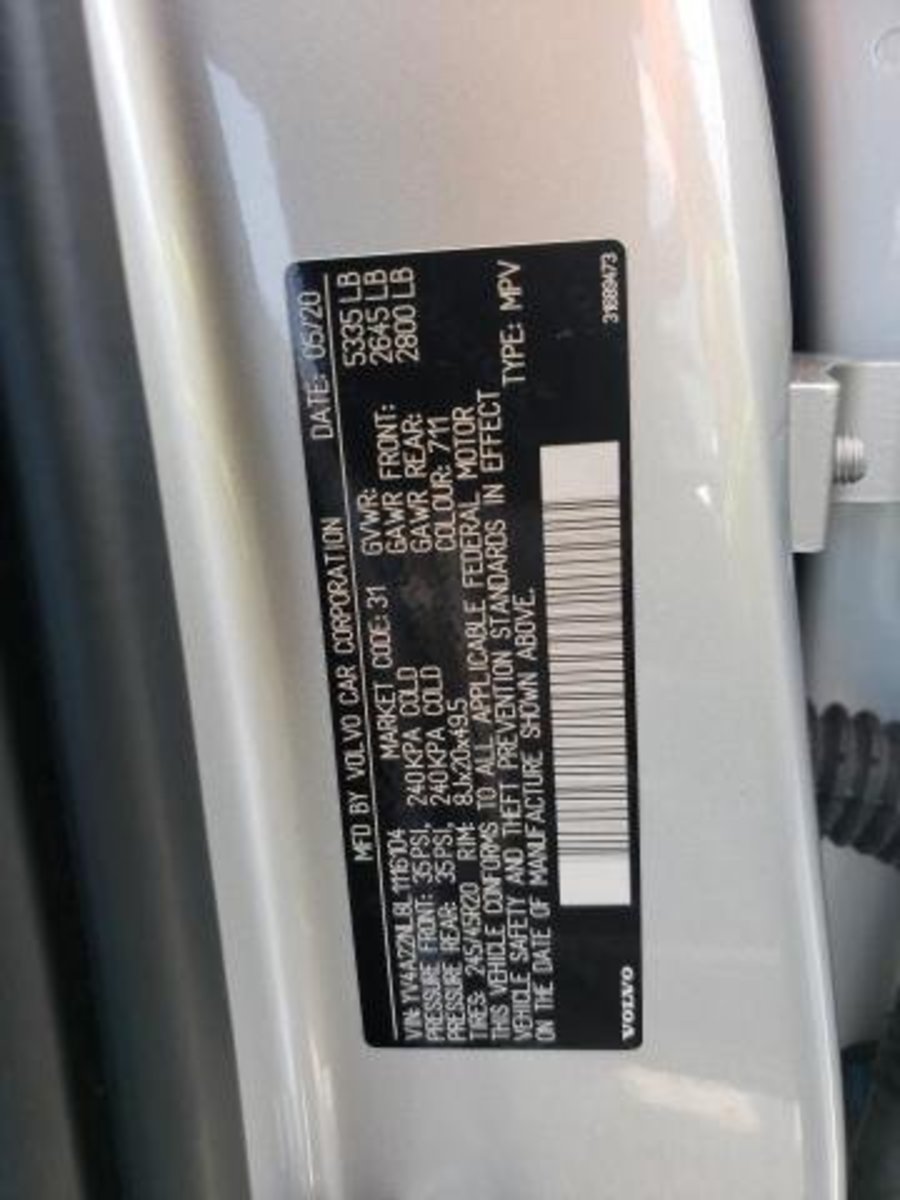 MFD BY VOLVO CAR CORPORATION DATE: 05/20
MARKET CODE: 31 GVWR: 5335 LB
VIN: YV4A22NL8L1116104 GAWR FRONT: 2645 LB
PRESSURE FRONT: 35 PSI, 240 KPA COLD GAWR REAR: 2800 LB
PRESSURE REAR: 35 PSI, 240 KPA COLD COLOUR: 711
TIRES: 245/45R20 RIM: 8Jx20x49.5
THIS VEHICLE CONFORMS TO ALL APPLICABLE FEDERAL MOTOR
VEHICLE SAFETY AND THEFT PREVENTION STANDARDS IN EFFECT
ON THE DATE OF MANUFACTURE SHOWN ABOVE. TYPE: MPV
VOLVO 31689473